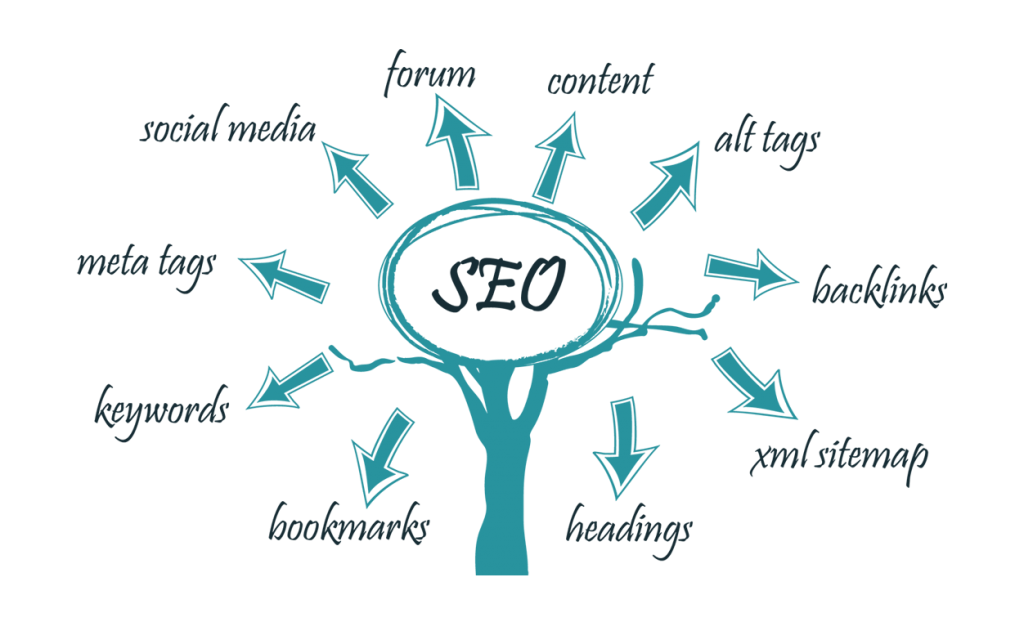 forum
content
social media
alt tags
meta tags
SEO
backlinks
keywords
xml sitemap
bookmarks
headings